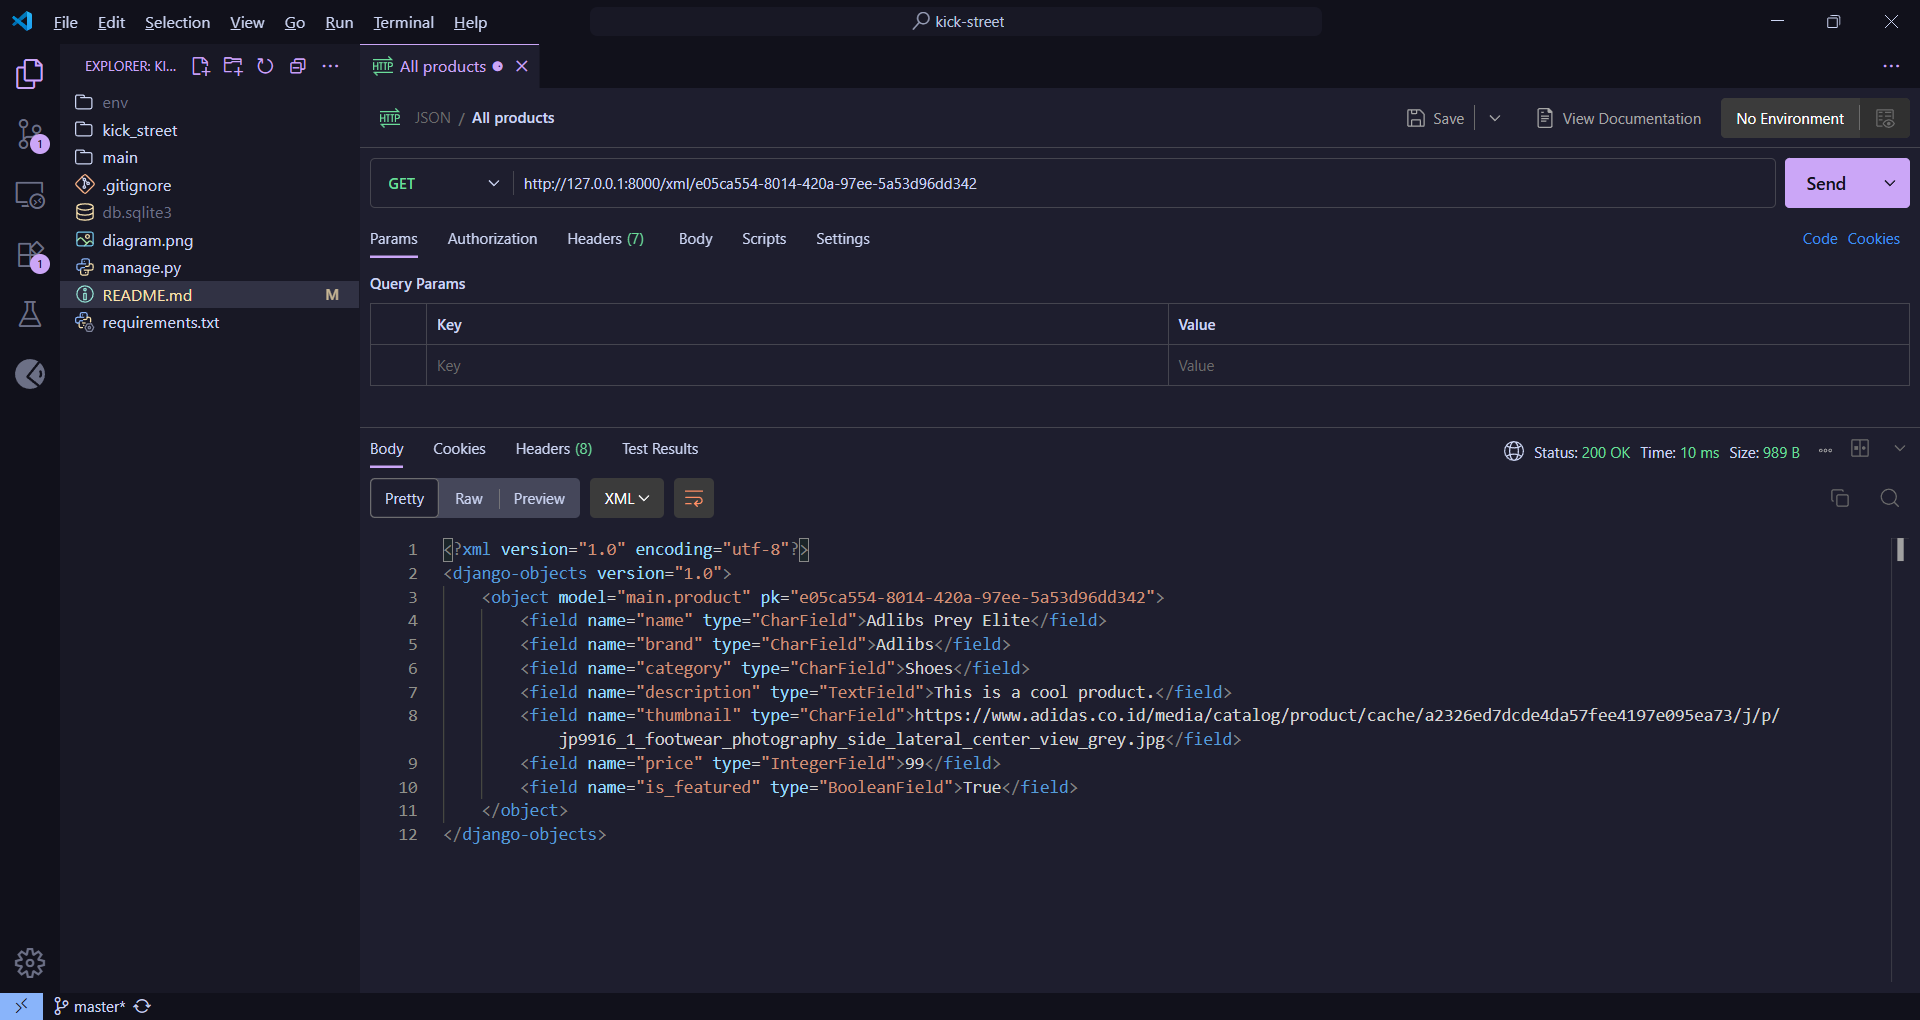 File Edit Selection View Go Run Terminal Help
kick-street
EXPLORER: KI...
env
kick_street
main
.gitignore
db.sqlite3
diagram.png
manage.py
README.md M
requirements.txt
1
1
HTTP All products
HTTP JSON / All products
Save
View Documentation
No Environment
GET
http://127.0.0.1:8000/xml/e05ca554-8014-420a-97ee-5a53d96dd342
Send
Params Authorization Headers (7) Body Scripts Settings
Code Cookies
Query Params
Key Value
Key Value
Body Cookies Headers (8) Test Results
Status: 200 OK Time: 10 ms Size: 989 B
Pretty Raw Preview XML
1 <?xml version="1.0" encoding="utf-8"?>
2 <django-objects version="1.0">
3 <object model="main.product" pk="e05ca554-8014-420a-97ee-5a53d96dd342">
4 <field name="name" type="CharField">Adlibs Prey Elite</field>
5 <field name="brand" type="CharField">Adlibs</field>
6 <field name="category" type="CharField">Shoes</field>
7 <field name="description" type="TextField">This is a cool product.</field>
8 <field name="thumbnail" type="CharField">https://www.adidas.co.id/media/catalog/product/cache/a2326ed7dcde4da57fee4197e095ea73/j/p/
jp9916_1_footwear_photography_side_lateral_center_view_grey.jpg</field>
9 <field name="price" type="IntegerField">99</field>
10 <field name="is_featured" type="BooleanField">True</field>
11 </object>
12 </django-objects>
master*